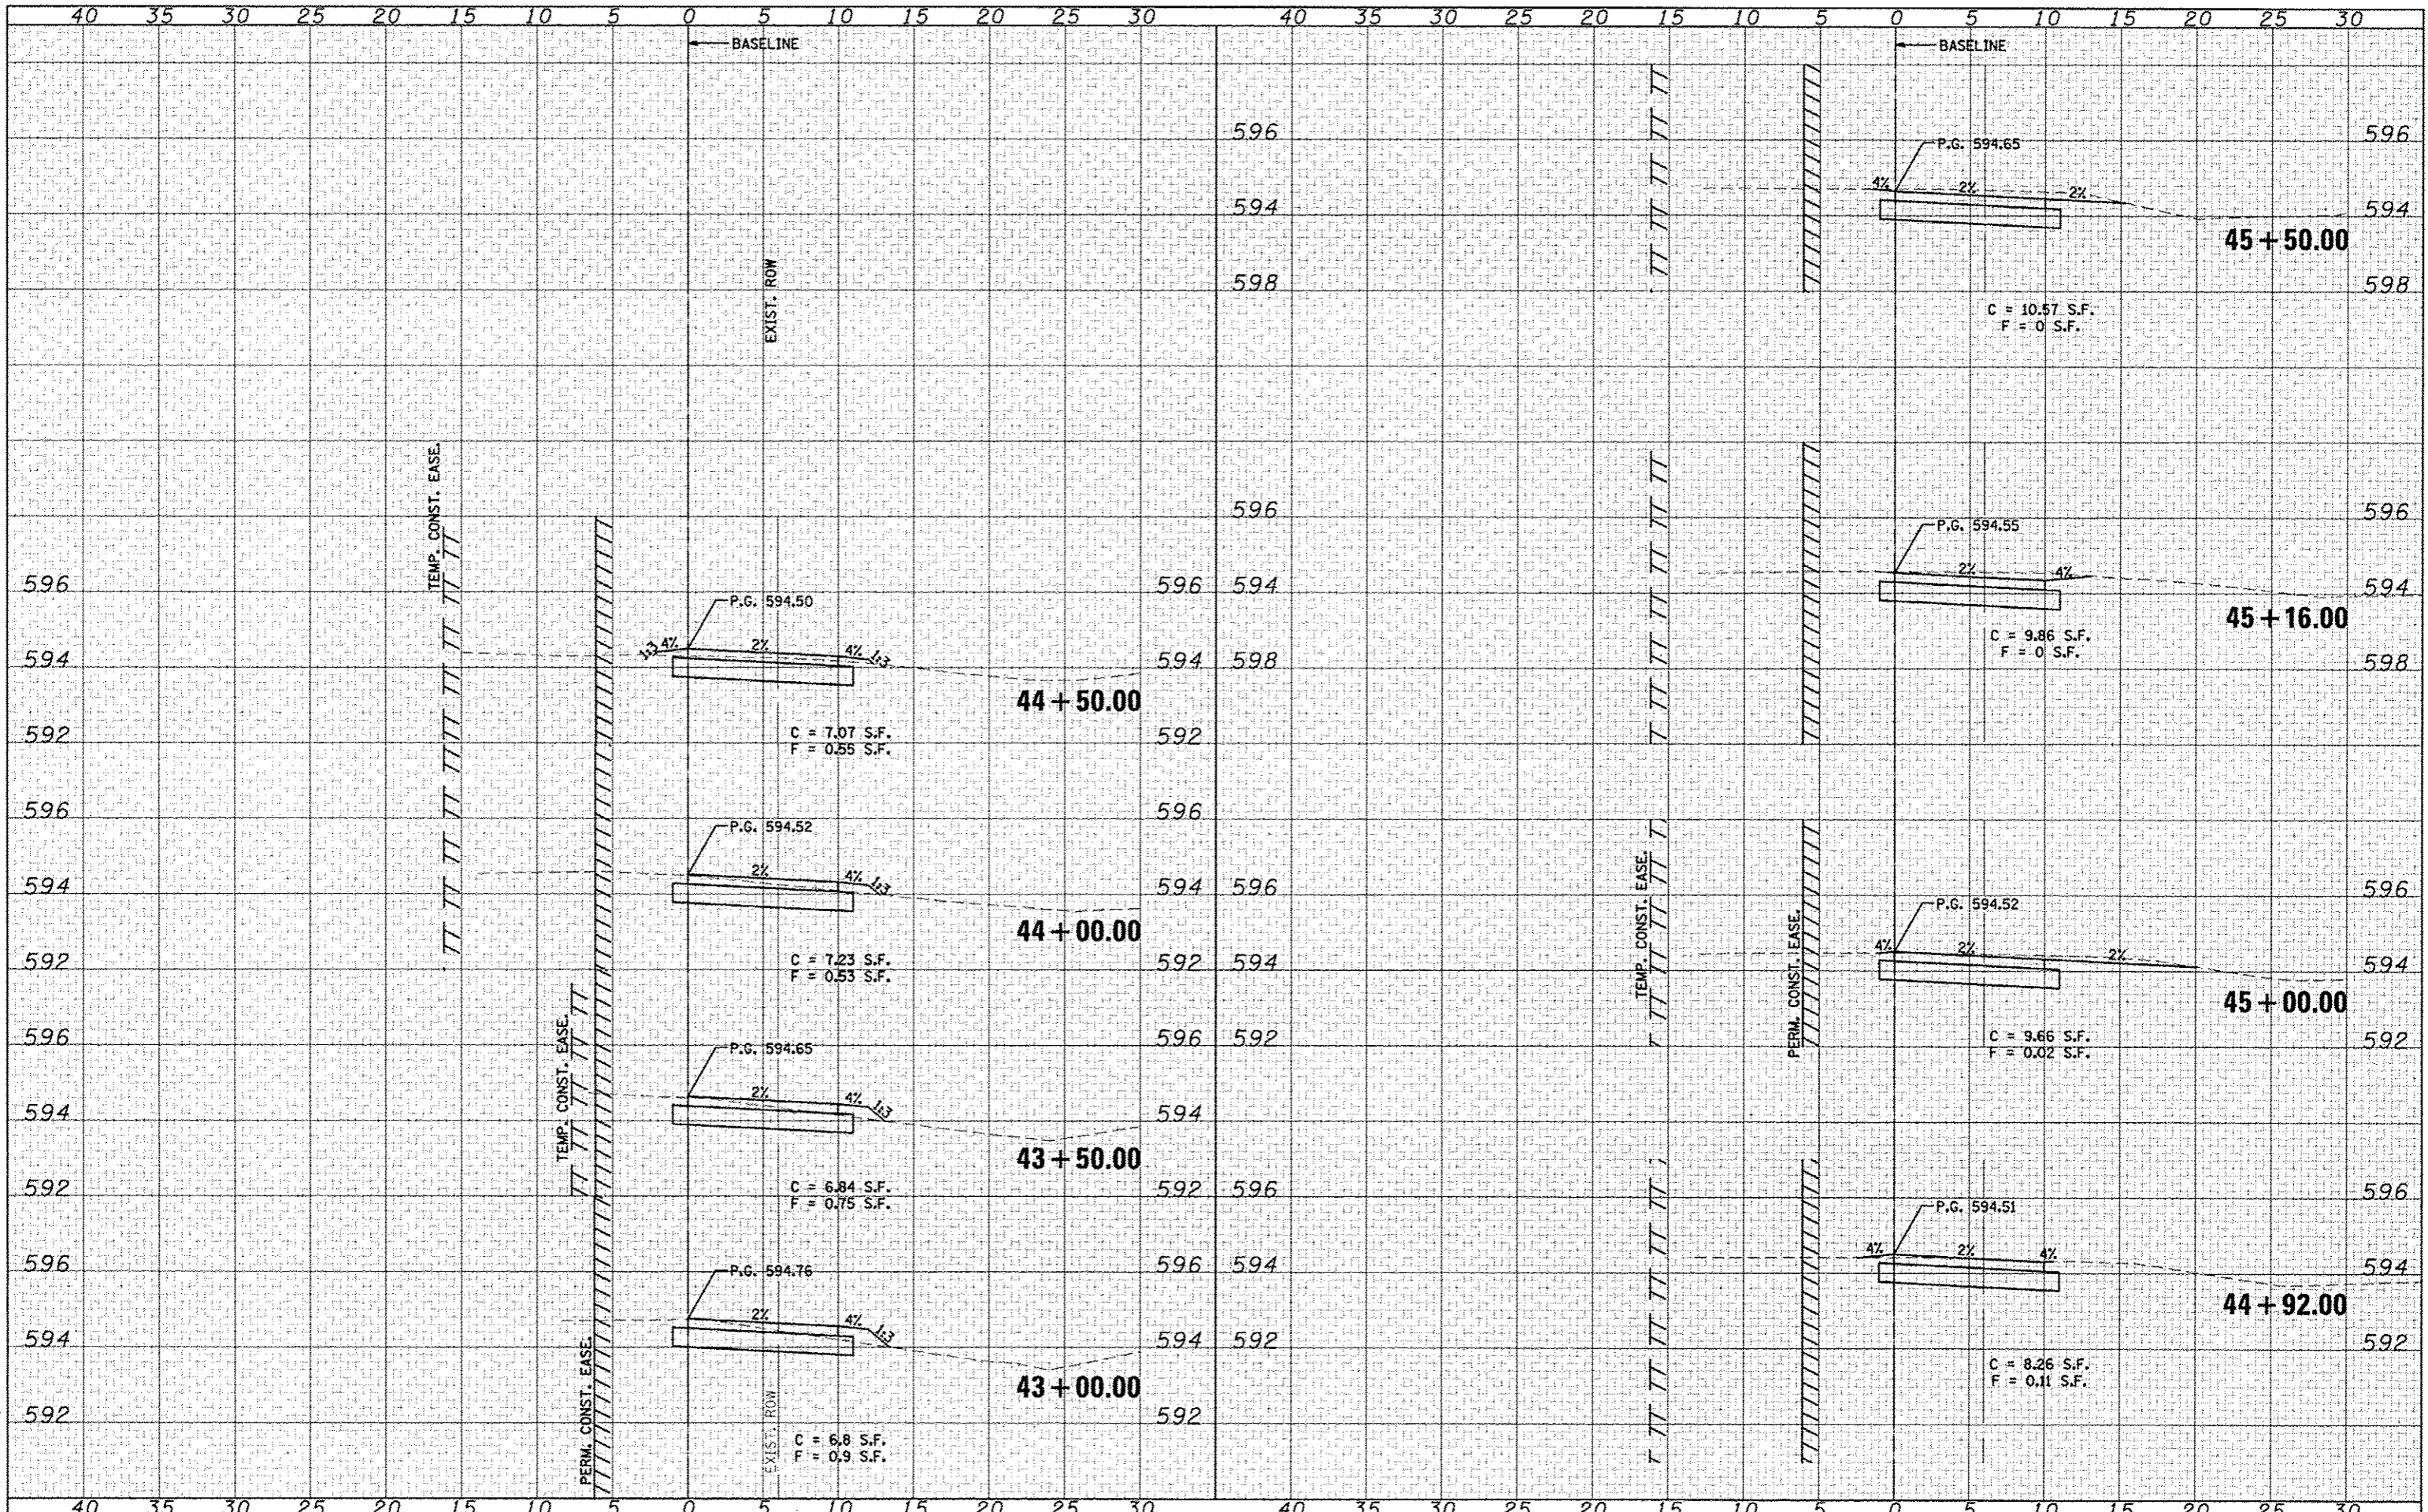 40 35 30 25 20 15 10 5 0 5 10 15 20 25 30 40 35 30 25 20 15 10 5 0 5 10 15 20 25 30
BASELINE
EXIST. ROW
TEMP. CONST. EASE.
596 596
P.G. 594.50
1:3 4% 2% 4% 1:3
594 594
44 + 50.00
592 592
C = 7.07 S.F.
F = 0.55 S.F.
596 596
P.G. 594.52
2% 4% 1:3
594 594
44 + 00.00
592 592
C = 7.23 S.F.
F = 0.53 S.F.
TEMP. CONST. EASE.
596 596
P.G. 594.65
2% 4% 1:3
594 594
43 + 50.00
592 592
C = 6.84 S.F.
F = 0.75 S.F.
596 596
P.G. 594.76
2% 4% 1:3
594 594
43 + 00.00
592 592
PERM. CONST. EASE.
EXIST. ROW
C = 6.8 S.F.
F = 0.9 S.F.
BASELINE
596 596
P.G. 594.65
4% 2% 2%
594 594
45 + 50.00
598 598
C = 10.57 S.F.
F = 0 S.F.
596 596
P.G. 594.55
2% 4%
594 594
45 + 16.00
C = 9.86 S.F.
F = 0 S.F.
598 598
TEMP. CONST. EASE.
PERM. CONST. EASE.
596 596
P.G. 594.52
4% 2% 2%
594 594
45 + 00.00
592 592
C = 9.66 S.F.
F = 0.02 S.F.
596 596
P.G. 594.51
4% 2% 4%
594 594
44 + 92.00
592 592
C = 8.26 S.F.
F = 0.11 S.F.
40 35 30 25 20 15 10 5 0 5 10 15 20 25 30 40 35 30 25 20 15 10 5 0 5 10 15 20 25 30